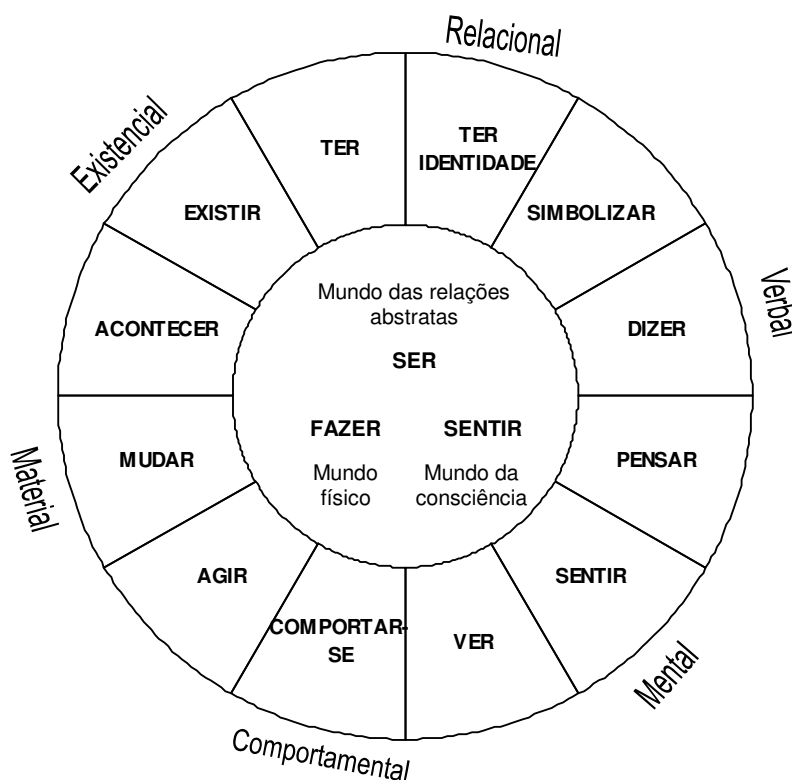 Relacional
Existencial
TER
TER
IDENTIDADE
EXISTIR
SIMBOLIZAR
Mundo das relações
abstratas
Verbal
ACONTECER
DIZER
SER
FAZER
SENTIR
MUDAR
PENSAR
Mundo
físico
Mundo da
consciência
Material
AGIR
SENTIR
COMPORTAR-
SE
VER
Mental
Comportamental